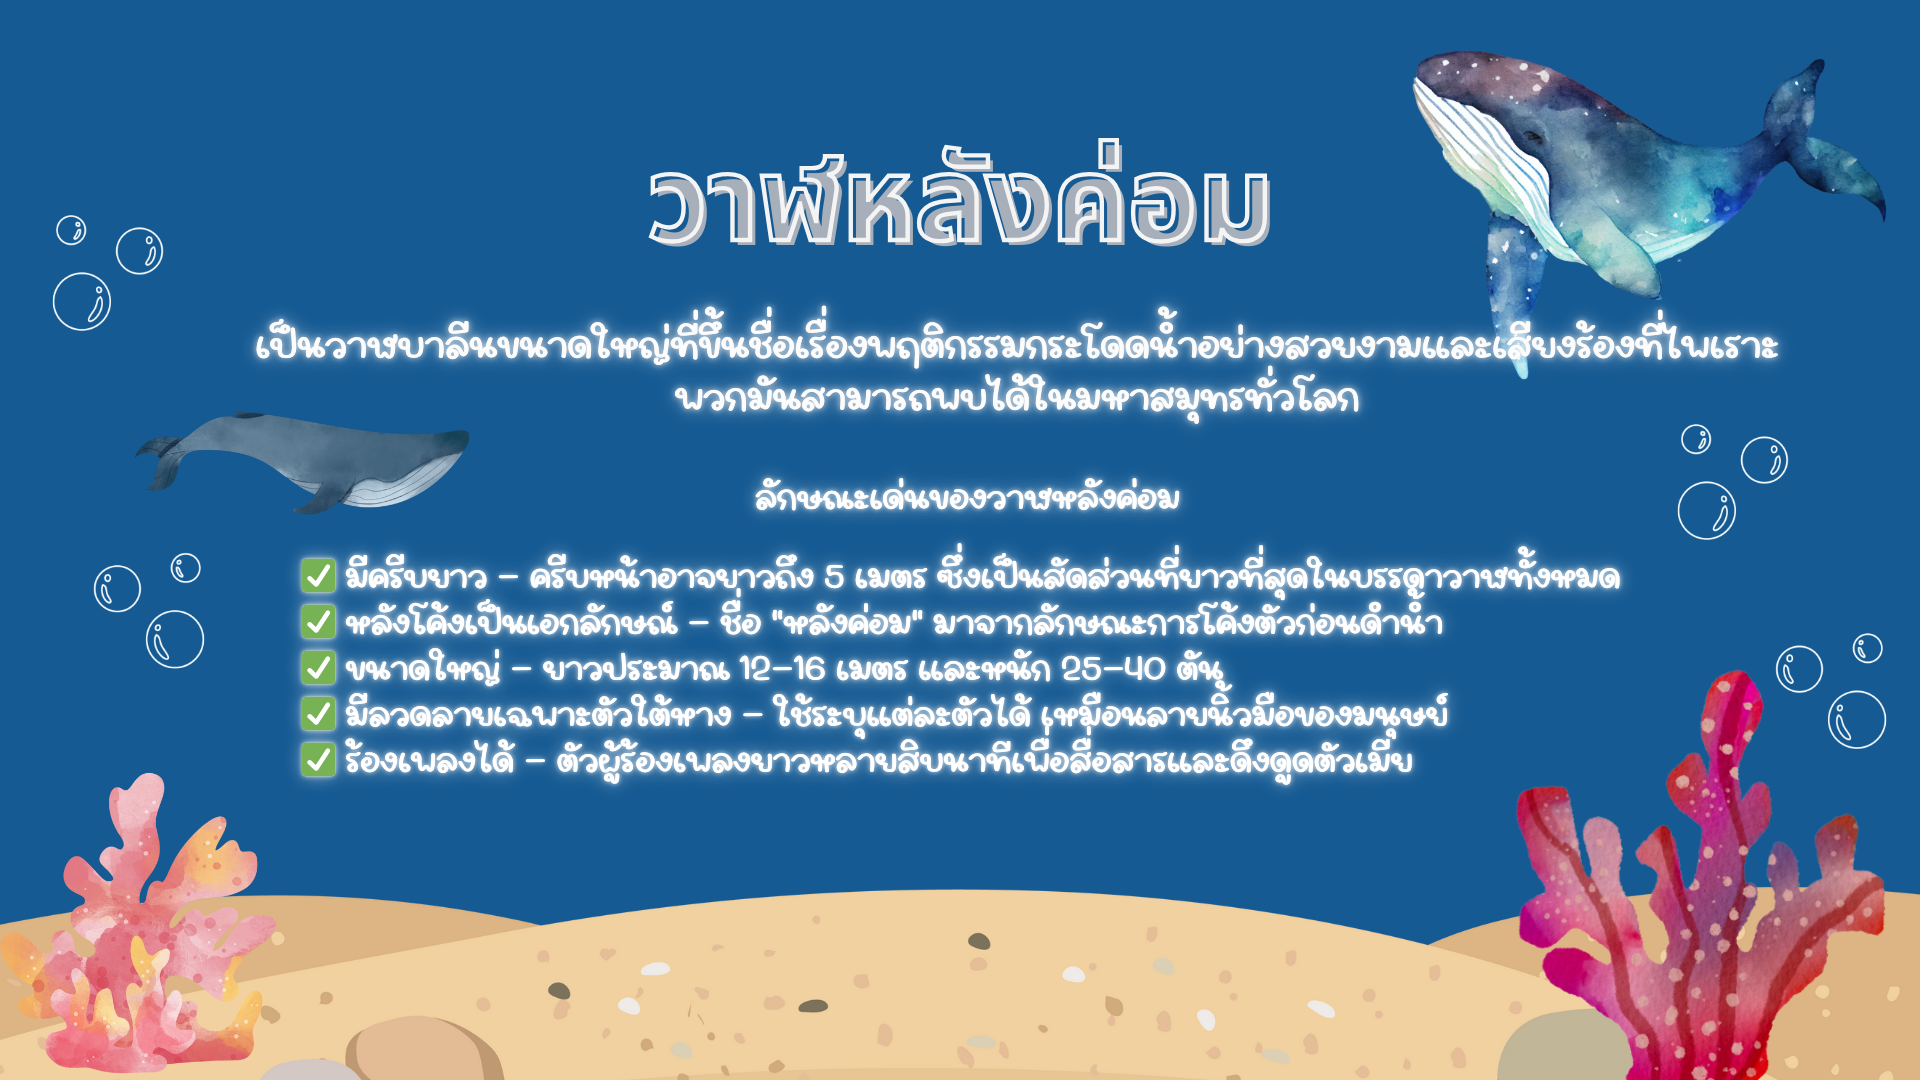 วาฬหลังค่อม
เป็นวาฬบาลีนขนาดใหญ่ที่ขึ้นชื่อเรื่องพฤติกรรมกระโดดน้ำอย่างสวยงามและเสียงร้องที่ไพเราะ
พวกมันสามารถพบได้ในมหาสมุทรทั่วโลก
ลักษณะเด่นของวาฬหลังค่อม
✅ มีครีบยาว – ครีบหน้าอาจยาวถึง 5 เมตร ซึ่งเป็นสัดส่วนที่ยาวที่สุดในบรรดาวาฬทั้งหมด
✅ หลังโค้งเป็นเอกลักษณ์ – ชื่อ "หลังค่อม" มาจากลักษณะการโค้งตัวก่อนดำน้ำ
✅ ขนาดใหญ่ – ยาวประมาณ 12–16 เมตร และหนัก 25–40 ตัน
✅ มีลวดลายเฉพาะตัวใต้หาง – ใช้ระบุแต่ละตัวได้ เหมือนลายนิ้วมือของมนุษย์
✅ ร้องเพลงได้ – ตัวผู้ร้องเพลงยาวหลายสิบนาทีเพื่อสื่อสารและดึงดูดตัวเมีย